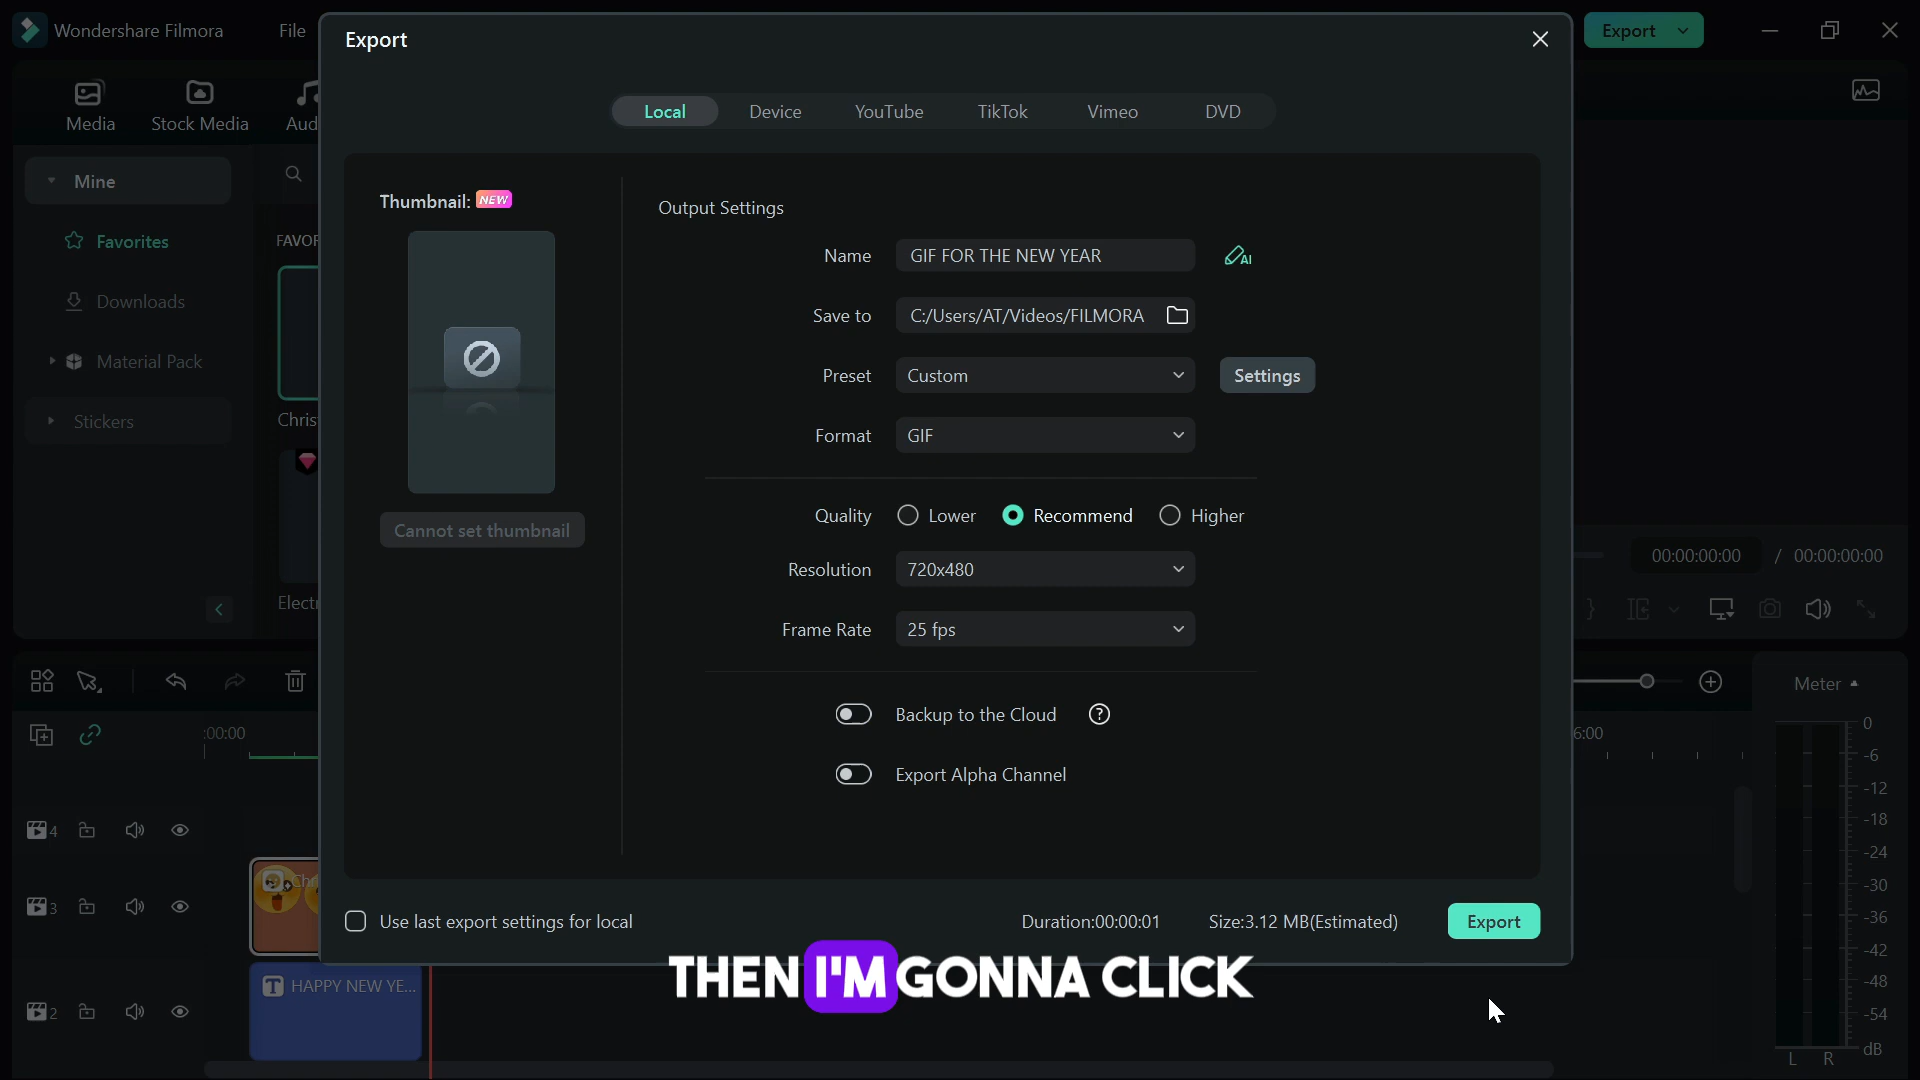 Wondershare Filmora
File
Export
Export
Local
Device
YouTube
TikTok
Vimeo
DVD
Media
Stock Media
Aud
Mine
Favorites
Downloads
Material Pack
Stickers
FAVOR
Chris
Elect
Thumbnail: NEW
Cannot set thumbnail
Output Settings
Name GIF FOR THE NEW YEAR AI
Save to C:/Users/AT/Videos/FILMORA
Preset Custom Settings
Format GIF
Quality Lower Recommend Higher
Resolution 720x480
Frame Rate 25 fps
Backup to the Cloud
Export Alpha Channel
Use last export settings for local
Duration:00:00:01
Size:3.12 MB(Estimated)
Export
00:00:00:00 / 00:00:00:00
:00:00
6:00
Meter
0
-6
-12
-18
-24
-30
-36
-42
-48
-54
dB
L R
4
3
2
Chri
T HAPPY NEW YE...
THEN I'M GONNA CLICK